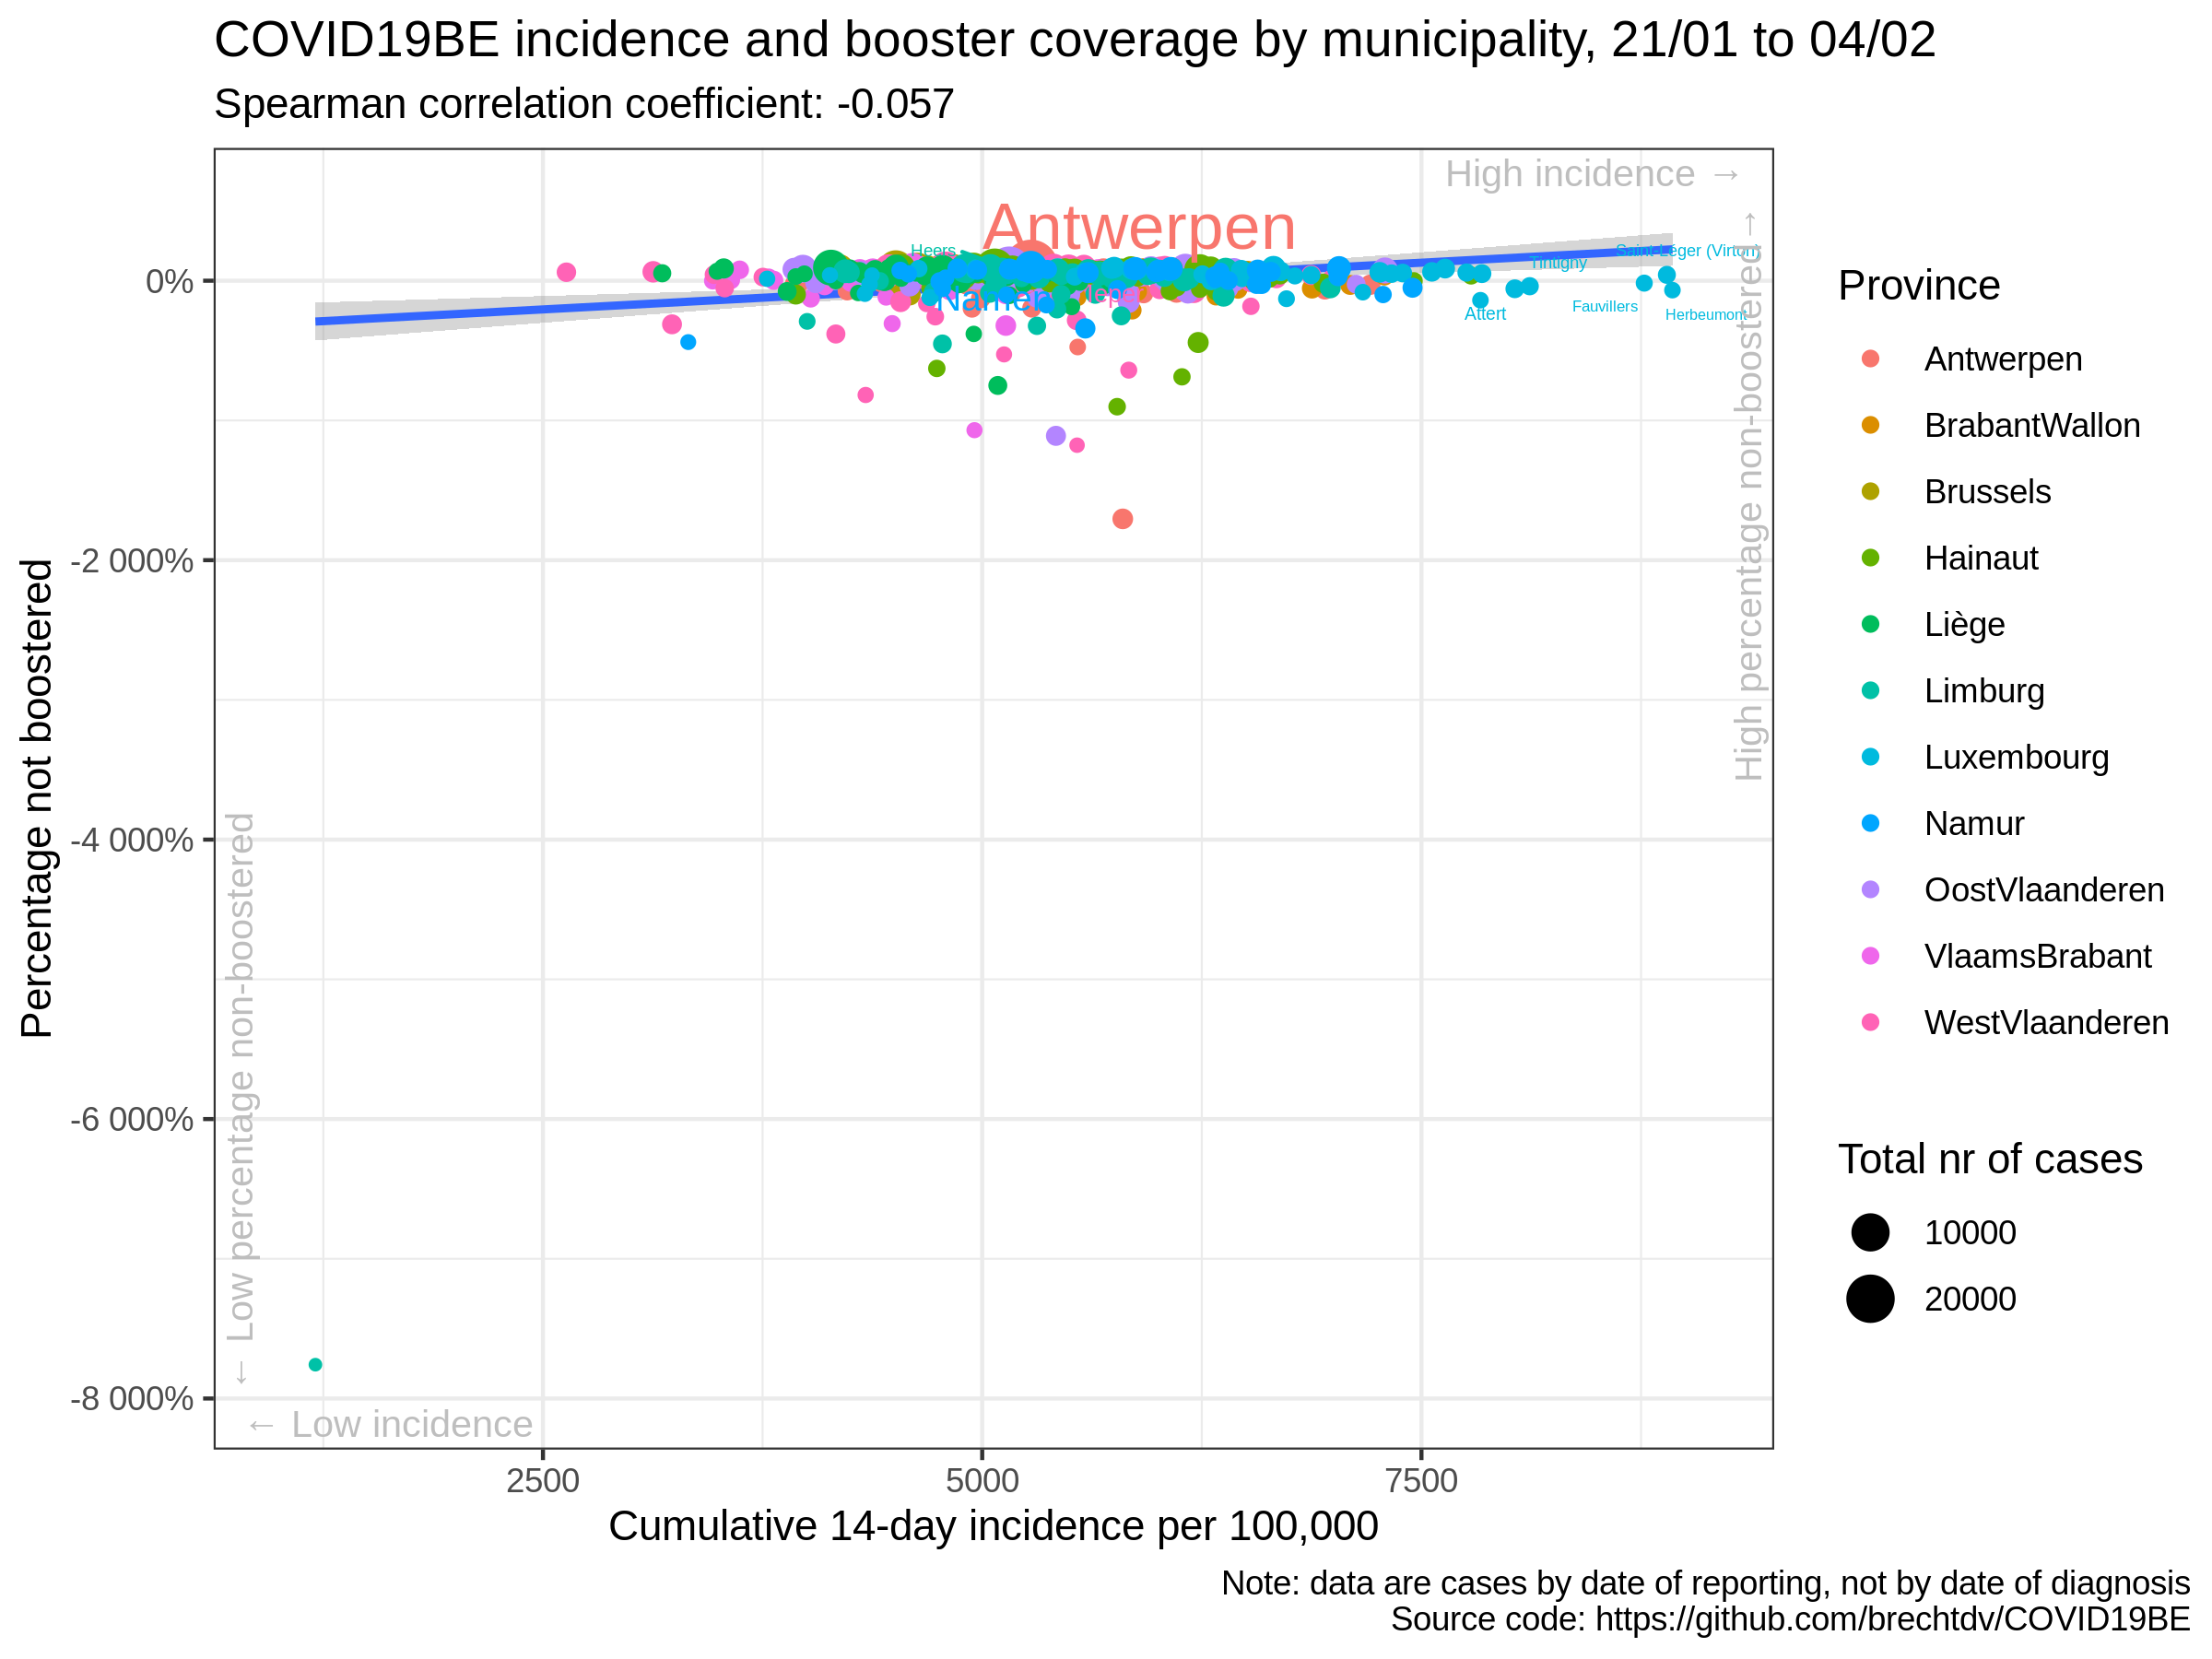 COVID19BE incidence and booster coverage by municipality, 21/01 to 04/02
Spearman correlation coefficient: -0.057
High incidence →
High percentage non-boostered →
Antwerpen
Heers
Saint-Léger (Virton)
Tintigny
Namur
Fauvillers
Attert
Herbeumont
0%
-2 000%
-4 000%
-6 000%
-8 000%
Percentage not boostered
← Low percentage non-boostered
← Low incidence
2500
5000
7500
Cumulative 14-day incidence per 100,000
Province
Antwerpen
BrabantWallon
Brussels
Hainaut
Liège
Limburg
Luxembourg
Namur
OostVlaanderen
VlaamsBrabant
WestVlaanderen
Total nr of cases
10000
20000
Note: data are cases by date of reporting, not by date of diagnosis
Source code: https://github.com/brechtdv/COVID19BE